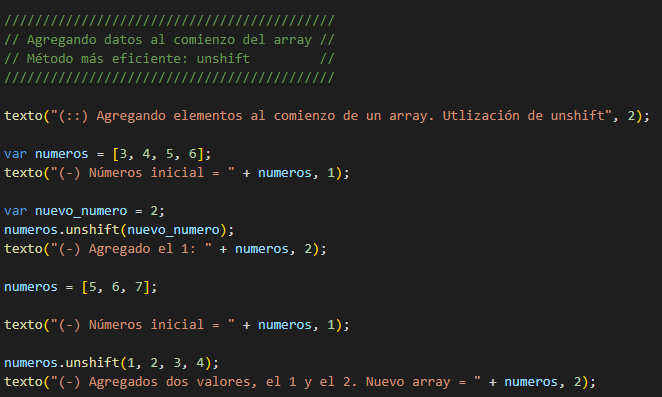 ///////////////////////////////////////////
// Agregando datos al comienzo del array //
// Método más eficiente: unshift         //
///////////////////////////////////////////
texto("(::) Agregando elementos al comienzo de un array. Utlización de unshift", 2);
var numeros = [3, 4, 5, 6];
texto("(-) Números inicial = " + numeros, 1);
var nuevo_numero = 2;
numeros.unshift(nuevo_numero);
texto("(-) Agregado el 1: " + numeros, 2);
numeros = [5, 6, 7];
texto("(-) Números inicial = " + numeros, 1);
numeros.unshift(1, 2, 3, 4);
texto("(-) Agregados dos valores, el 1 y el 2. Nuevo array = " + numeros, 2);